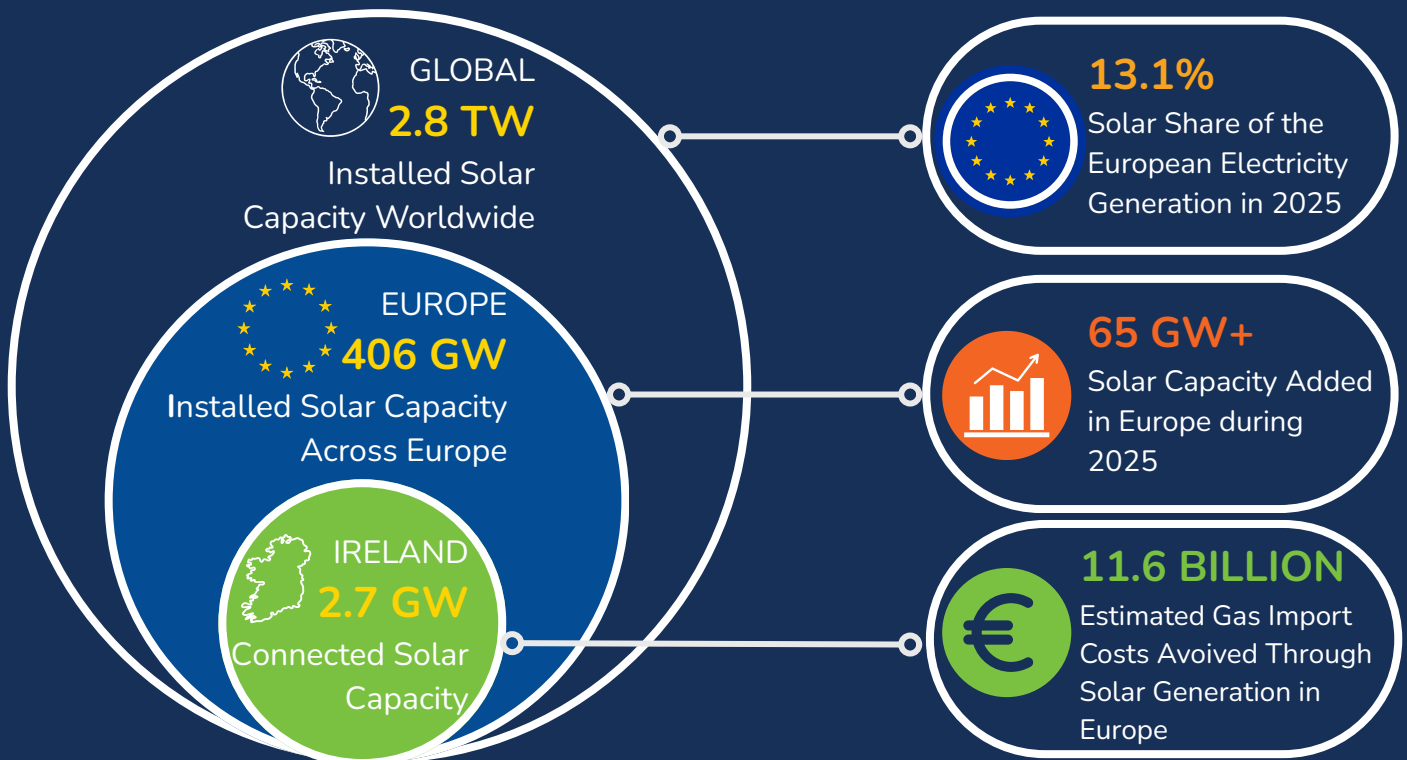 GLOBAL
2.8 TW
Installed Solar
Capacity Worldwide
EUROPE
406 GW
Installed Solar Capacity
Across Europe
IRELAND
2.7 GW
Connected Solar
Capacity
13.1%
Solar Share of the
European Electricity
Generation in 2025
65 GW+
Solar Capacity Added
in Europe during
2025
€
11.6 BILLION
Estimated Gas Import
Costs Avoived Through
Solar Generation in
Europe